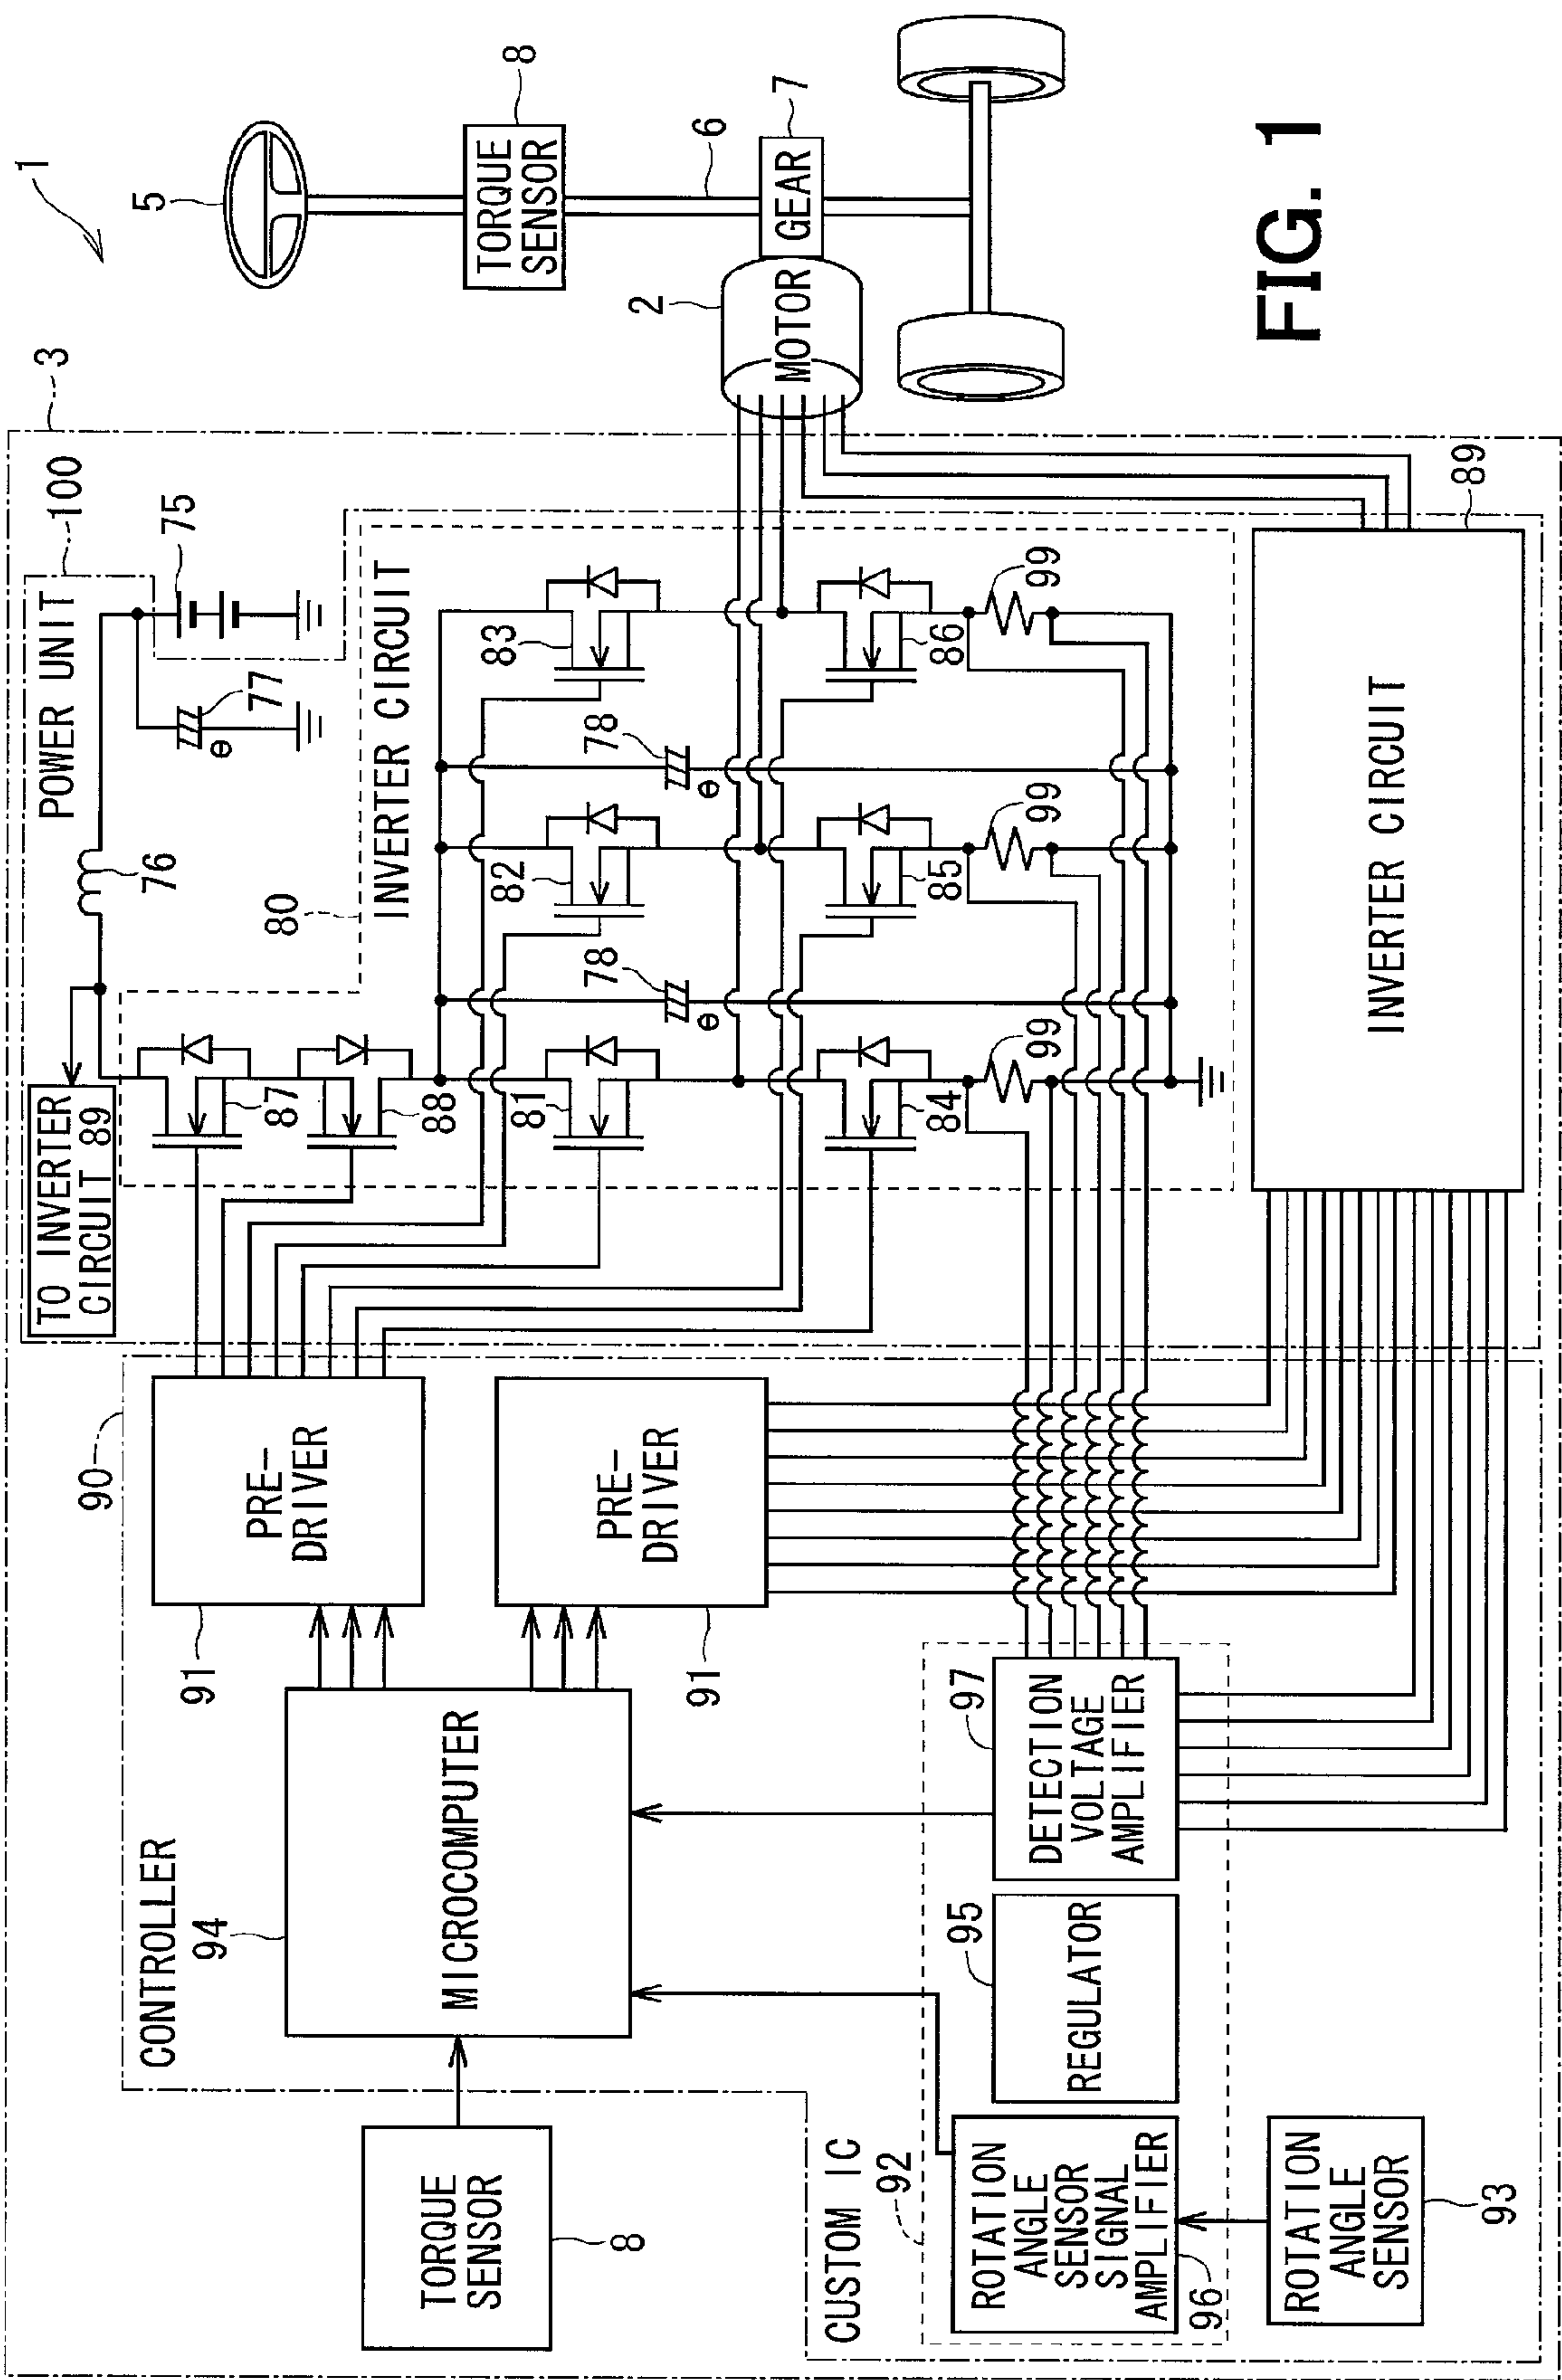 FIG. 1
1
5
8
TORQUE
SENSOR
6
7
GEAR
2
MOTOR
3
100
POWER UNIT
75
77
⊖
76
TO INVERTER
CIRCUIT 89
80
INVERTER CIRCUIT
87
88
81
82
83
78
⊖
78
⊖
84
85
86
99
99
99
89
INVERTER CIRCUIT
90
CONTROLLER
PRE-
DRIVER
91
PRE-
DRIVER
91
94
MICROCOMPUTER
TORQUE
SENSOR
8
CUSTOM IC
92
97
DETECTION
VOLTAGE
AMPLIFIER
95
REGULATOR
ROTATION
ANGLE
SENSOR
SIGNAL
AMPLIFIER
96
ROTATION
ANGLE
SENSOR
93